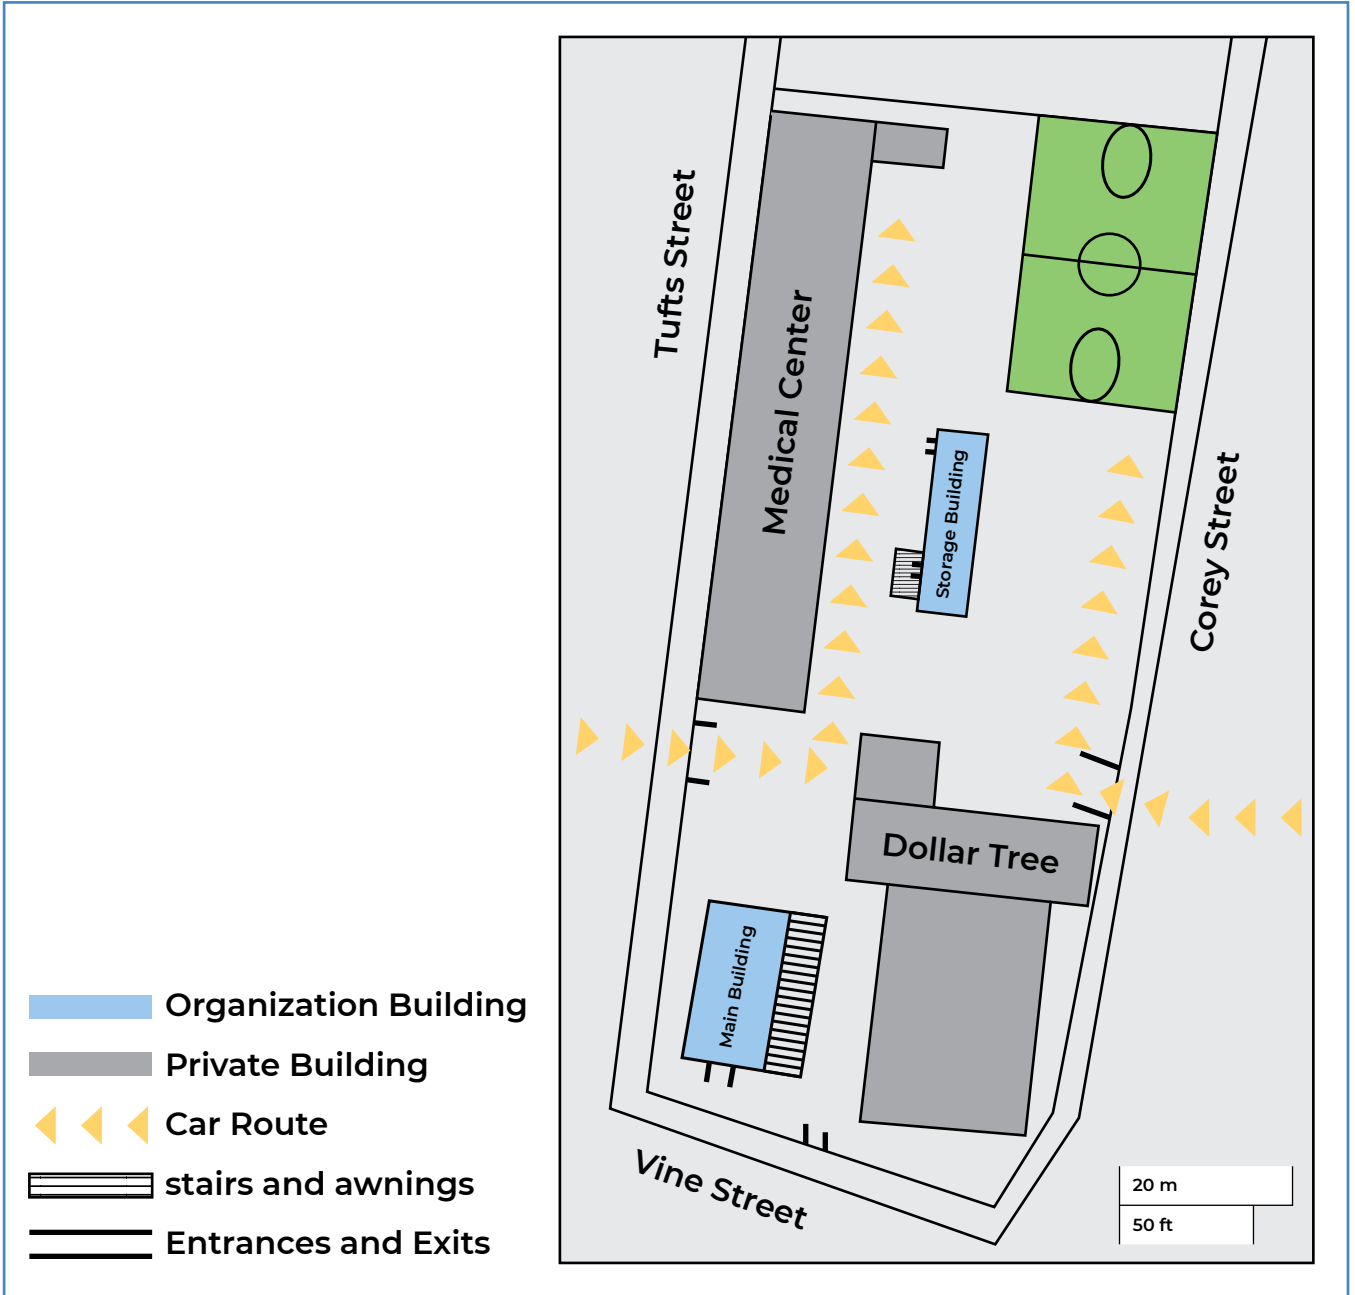 Tufts Street
Medical Center
Storage Building
Corey Street
Dollar Tree
Main Building
Vine Street
Organization Building
Private Building
Car Route
stairs and awnings
Entrances and Exits
20 m
50 ft